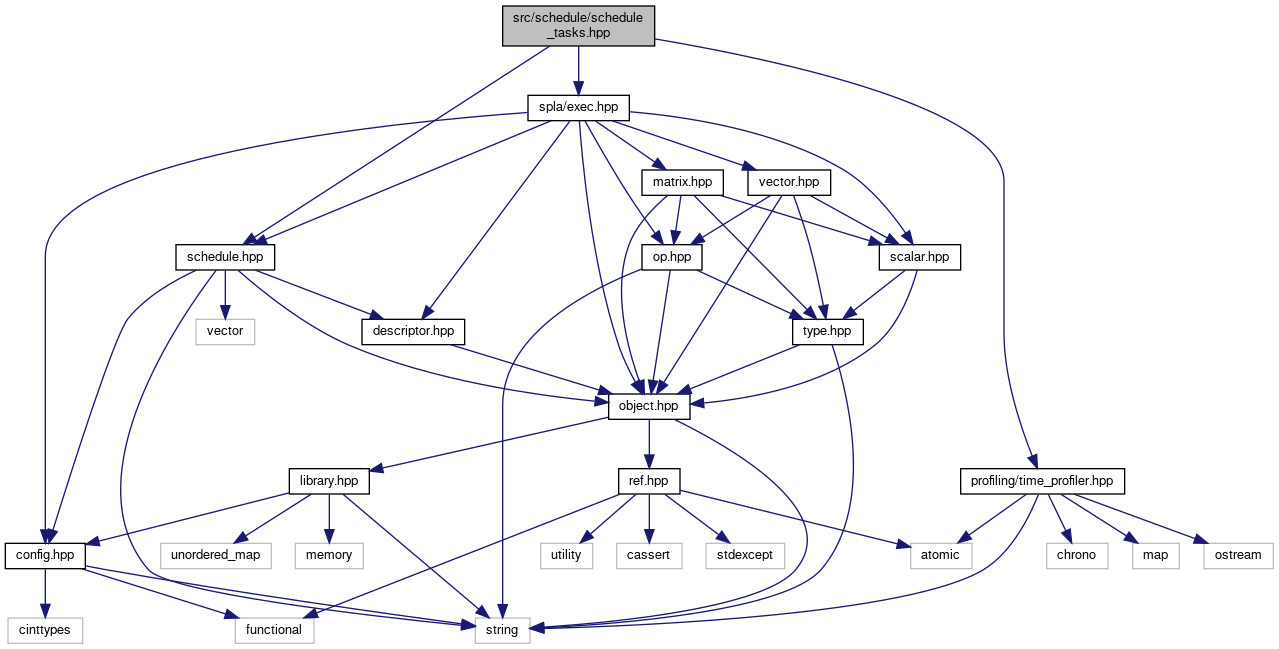 src/schedule/schedule
_tasks.hpp
spla/exec.hpp
matrix.hpp
vector.hpp
schedule.hpp
op.hpp
scalar.hpp
vector
descriptor.hpp
type.hpp
object.hpp
library.hpp
ref.hpp
profiling/time_profiler.hpp
config.hpp
unordered_map
memory
utility
cassert
stdexcept
atomic
chrono
map
ostream
cinttypes
functional
string